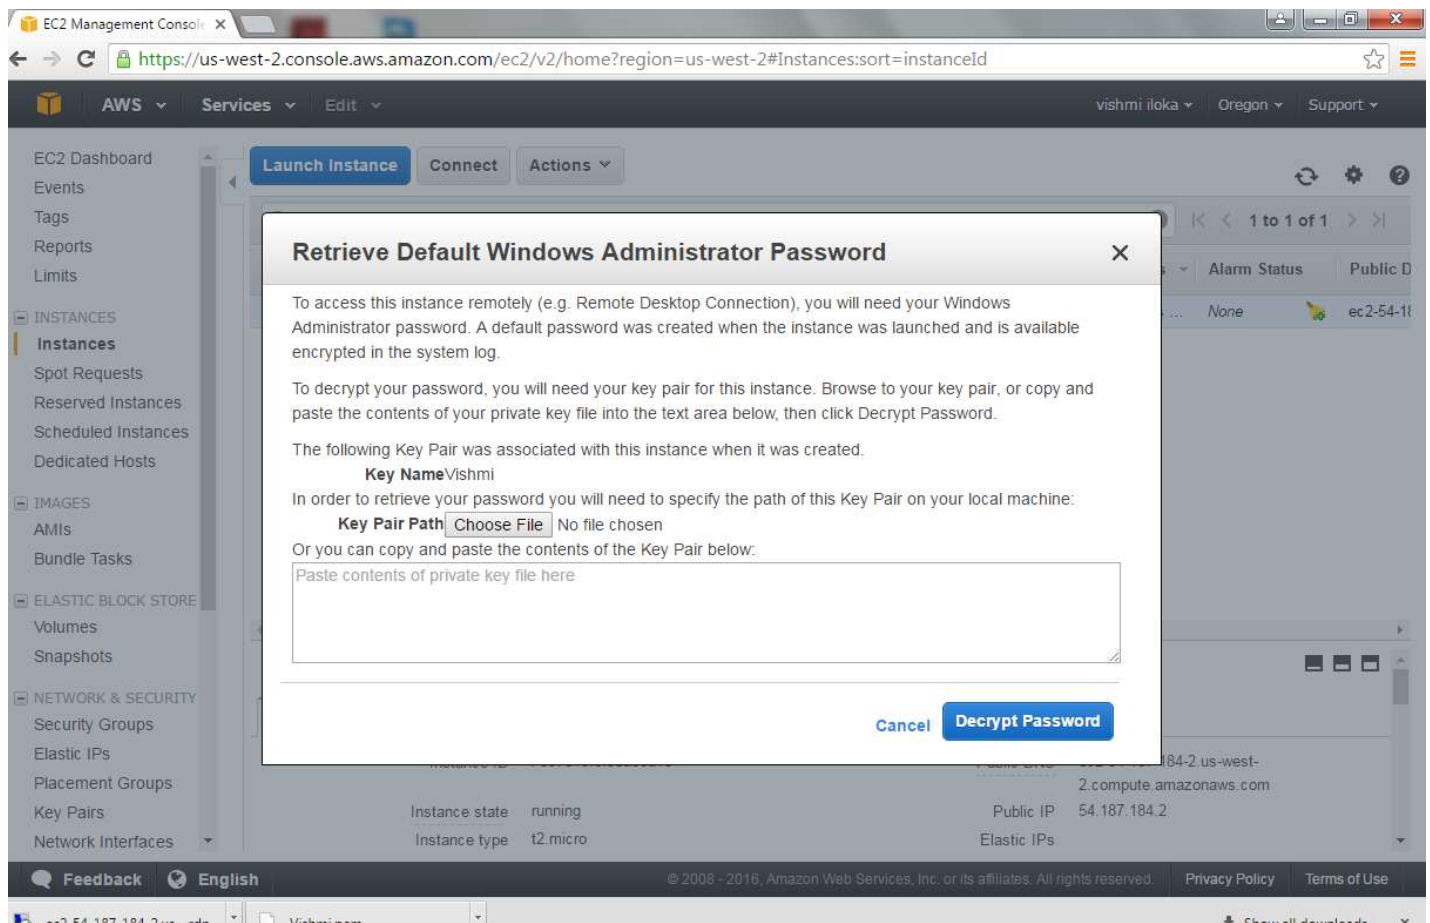 EC2 Management Console
https://us-west-2.console.aws.amazon.com/ec2/v2/home?region=us-west-2#Instances:sort=instanceId
AWS Services Edit vishmi iloka Oregon Support
EC2 Dashboard
Events
Tags
Reports
Limits
INSTANCES
Instances
Spot Requests
Reserved Instances
Scheduled Instances
Dedicated Hosts
IMAGES
AMIs
Bundle Tasks
ELASTIC BLOCK STORE
Volumes
Snapshots
NETWORK & SECURITY
Security Groups
Elastic IPs
Placement Groups
Key Pairs
Network Interfaces
Launch Instance Connect Actions
1 to 1 of 1
Alarm Status Public D
None ec2-54-18
Retrieve Default Windows Administrator Password
To access this instance remotely (e.g. Remote Desktop Connection), you will need your Windows
Administrator password. A default password was created when the instance was launched and is available
encrypted in the system log.
To decrypt your password, you will need your key pair for this instance. Browse to your key pair, or copy and
paste the contents of your private key file into the text area below, then click Decrypt Password.
The following Key Pair was associated with this instance when it was created.
Key Name Vishmi
In order to retrieve your password you will need to specify the path of this Key Pair on your local machine:
Key Pair Path Choose File No file chosen
Or you can copy and paste the contents of the Key Pair below:
Paste contents of private key file here
Cancel Decrypt Password
184-2.us-west-
2.compute.amazonaws.com
Instance state running Public IP 54.187.184.2
Instance type t2.micro Elastic IPs
Feedback English © 2008 - 2016, Amazon Web Services, Inc. or its affiliates. All rights reserved. Privacy Policy Terms of Use
Vishmi.pem Show all downloads